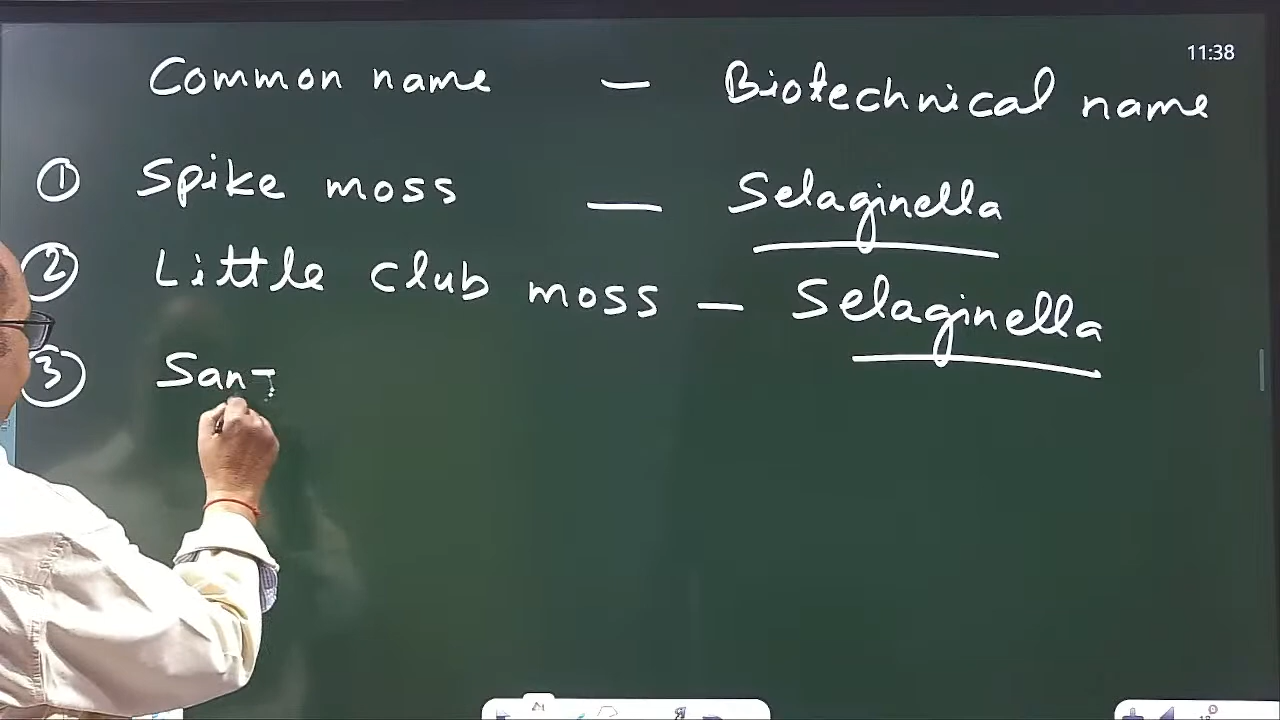 11:38
Common name - Biotechnical name
① Spike moss - Selaginella
② Little club moss - Selaginella
③ San